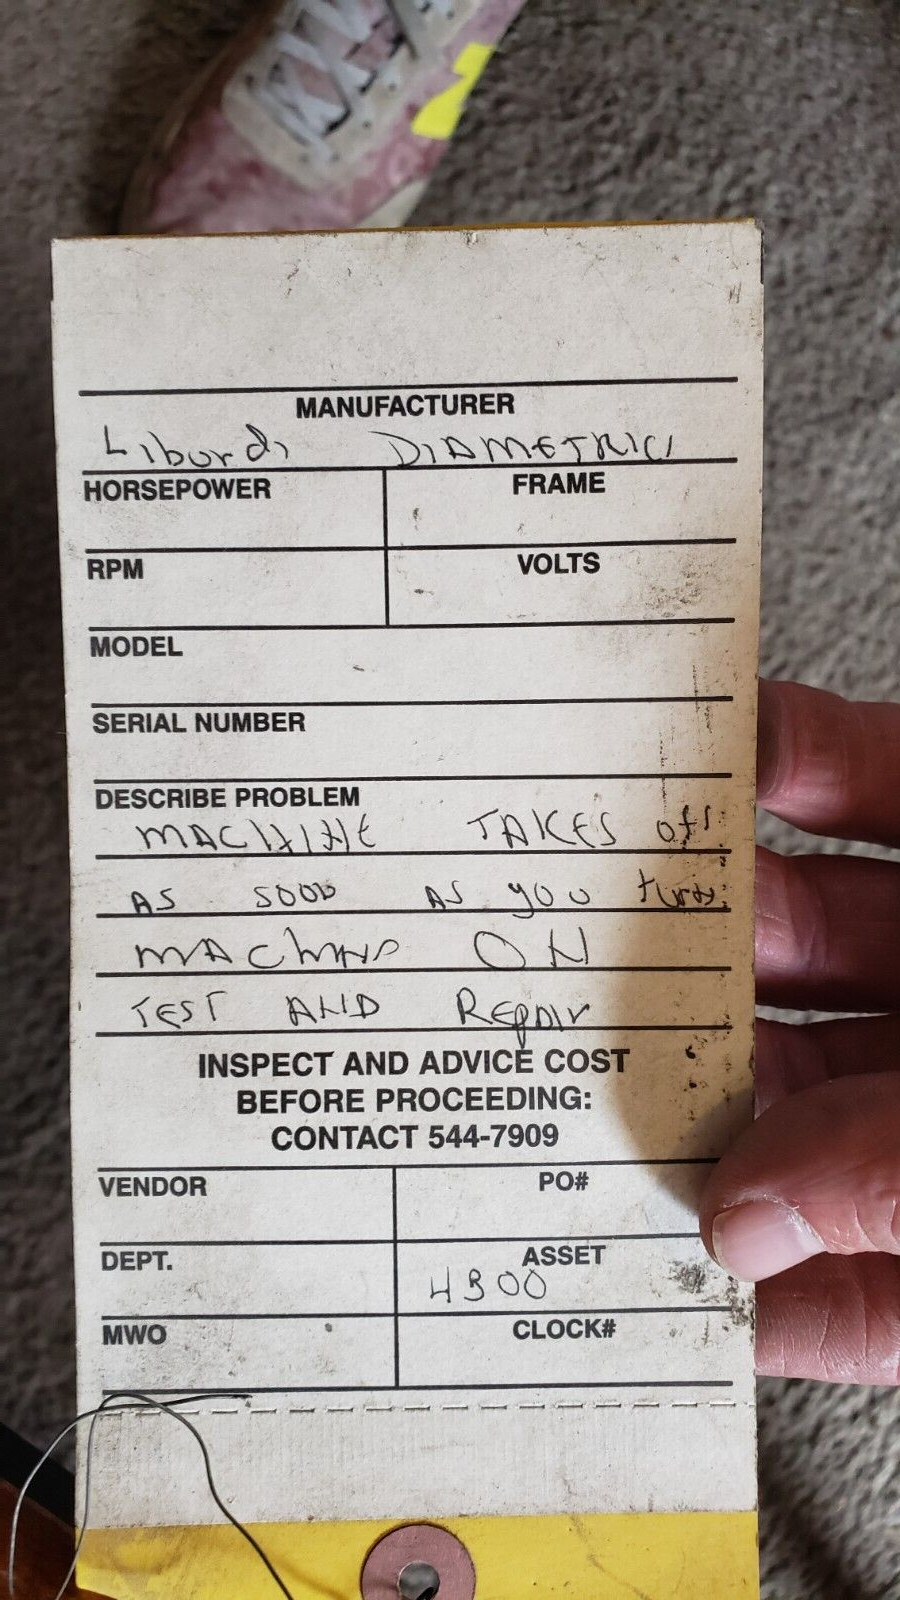 MANUFACTURER
Liburdi DIAMETRICS
HORSEPOWER FRAME
RPM VOLTS
MODEL
SERIAL NUMBER
DESCRIBE PROBLEM
MACHINE TAKES off
AS SOON AS you turn
MACHINE ON
TEST AND Repair
INSPECT AND ADVICE COST
BEFORE PROCEEDING:
CONTACT 544-7909
VENDOR PO#
DEPT. ASSET
4300
MWO CLOCK#